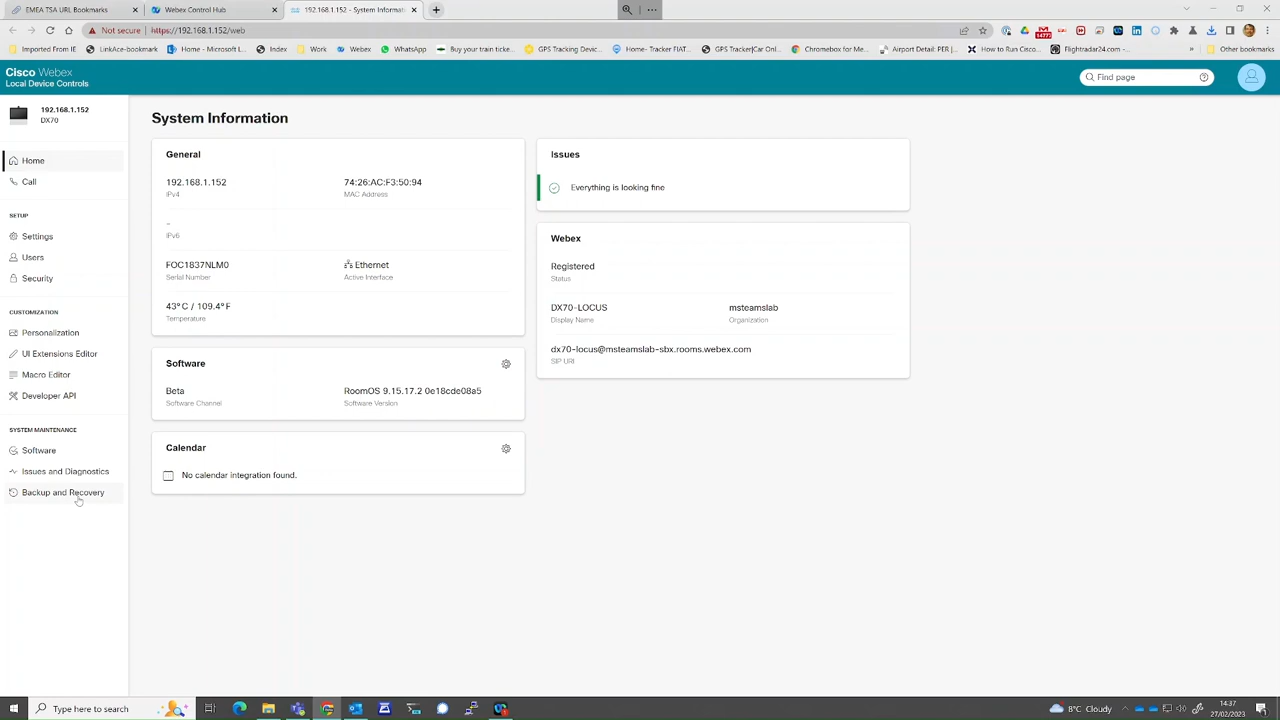 EMEA TSA URL Bookmarks
Webex Control Hub
192.168.1.152 - System Informat
Not secure https://192.168.1.152/web
Imported From IE LinkAce-bookmark Home - Microsoft L... Index Work Webex WhatsApp Buy your train ticke... GPS Tracking Devic... Home- Tracker FIAT... GPS Tracker|Car Onl... Chromebox for Me... Airport Detail: PER |... How to Run Cisco... Flightradar24.com -... » Other bookmarks
Cisco Webex
Local Device Controls
Find page
192.168.1.152
DX70
Home
Call
SETUP
Settings
Users
Security
CUSTOMIZATION
Personalization
UI Extensions Editor
Macro Editor
Developer API
SYSTEM MAINTENANCE
Software
Issues and Diagnostics
Backup and Recovery
System Information
General
192.168.1.152 74:26:AC:F3:50:94
IPv4 MAC Address
-
IPv6
FOC1837NLM0 Ethernet
Serial Number Active Interface
43°C / 109.4°F
Temperature
Software
Beta RoomOS 9.15.17.2 0e18cde08a5
Software Channel Software Version
Calendar
No calendar integration found.
Issues
Everything is looking fine
Webex
Registered
Status
DX70-LOCUS msteamslab
Display Name Organization
dx70-locus@msteamslab-sbx.rooms.webex.com
SIP URI
Type here to search
8°C Cloudy
14:37
27/02/2023